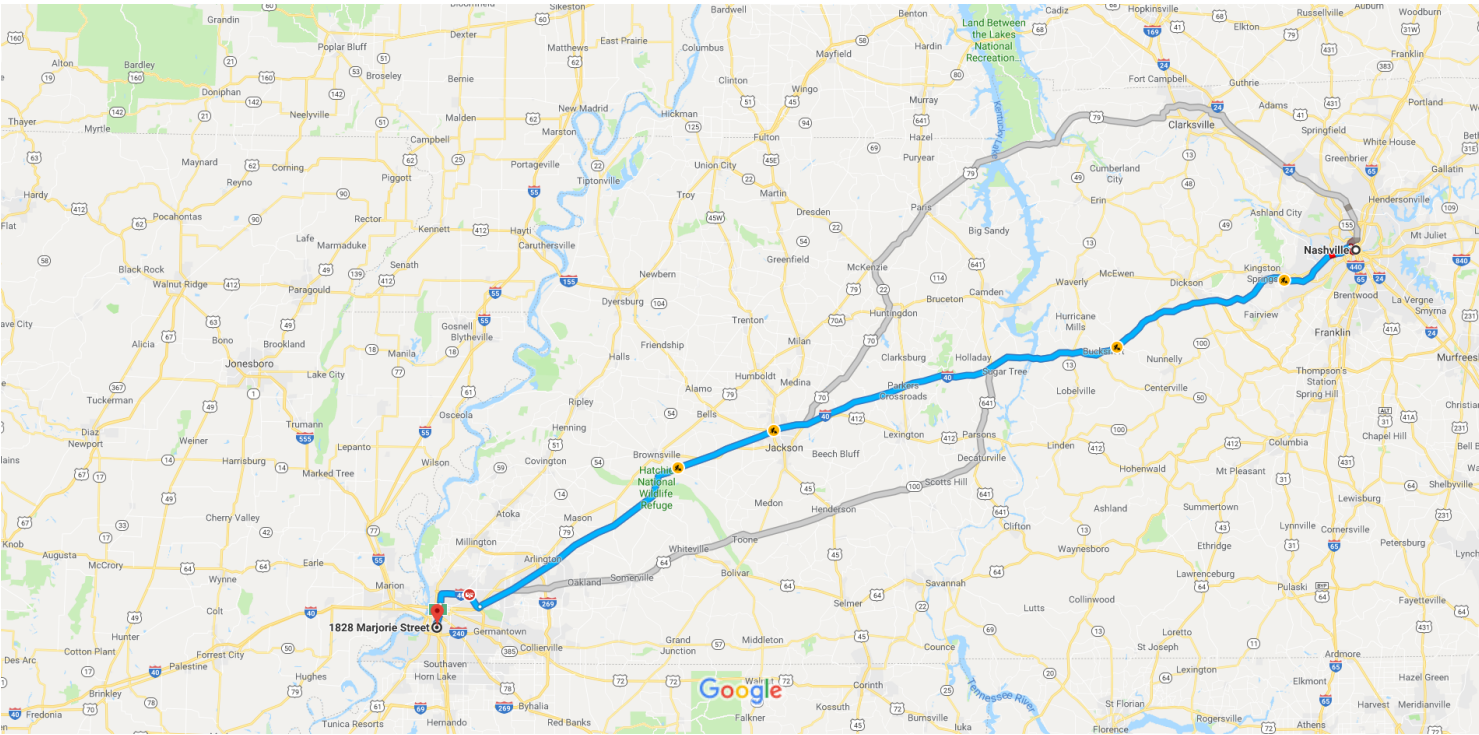 Grandin
Bloomfield
Sikeston
Bardwell
Benton
Cadiz
Hopkinsville
Russellville
Auburn
Woodburn
Land Between
the Lakes
National
Recreation...
Poplar Bluff
Dexter
Matthews
East Prairie
Columbus
Mayfield
Hardin
Elkton
Franklin
Alton
Bardley
Broseley
Bernie
Clinton
Wingo
Fort Campbell
Guthrie
Doniphan
Neelyville
Malden
New Madrid
Hickman
Murray
Adams
Portland
Thayer
Myrtle
Campbell
Marston
Fulton
Hazel
Clarksville
Springfield
White House
Maynard
Corning
Piggott
Portageville
Tiptonville
Union City
Puryear
Kentucky Lake
Cumberland
City
Greenbrier
Gallatin
Hardy
Reyno
Troy
Martin
Paris
Erin
Hendersonville
Pocahontas
Rector
Kennett
Hayti
Dresden
Ashland City
Flat
Lafe
Marmaduke
Caruthersville
Big Sandy
Mt Juliet
Nashville
Black Rock
Senath
Greenfield
McKenzie
McEwen
Kingston
Springs
Walnut Ridge
Paragould
Newbern
Dyersburg
Bruceton
Camden
Waverly
Dickson
Brentwood
La Vergne
Smyrna
ave City
Alicia
Bono
Brookland
Gosnell
Blytheville
Trenton
Huntingdon
Hurricane
Mills
Fairview
Franklin
Jonesboro
Manila
Halls
Friendship
Milan
Clarksburg
Holladay
Bucksnort
Nunnelly
Murfrees
Lake City
Humboldt
Medina
Sugar Tree
Thompson's
Station
Spring Hill
Tuckerman
Osceola
Ripley
Alamo
Parkers
Crossroads
Lobelville
Centerville
Christia
Diaz
Newport
Weiner
Trumann
Henning
Bells
Lexington
Parsons
Linden
Columbia
Chapel Hill
Bell B
lains
Harrisburg
Lepanto
Marked Tree
Wilson
Covington
Brownsville
Jackson
Beech Bluff
Decaturville
Hohenwald
Mt Pleasant
Hatchie
National
Wildlife
Refuge
Scotts Hill
Lewisburg
Shelbyville
Cherry Valley
Atoka
Mason
Medon
Henderson
Ashland
Summertown
Knob
Augusta
McCrory
Wynne
Earle
Millington
Arlington
Whiteville
Toone
Clifton
Waynesboro
Ethridge
Lynnville
Cornersville
Petersburg
Lynch
Marion
Oakland
Somerville
Bolivar
Savannah
Lawrenceburg
Pulaski
Colt
Selmer
Lutts
Collinwood
Fayetteville
1828 Marjorie Street
Germantown
Hunter
Cotton Plant
Forrest City
Collierville
Grand
Junction
Middleton
Counce
Loretto
St Joseph
Des Arc
Palestine
Hughes
Southaven
Horn Lake
Lexington
Ardmore
Elkmont
Hazel Green
Brinkley
Fredonia
Tunica Resorts
Hernando
Byhalia
Red Banks
Google
Walnut
Falkner
Corinth
Kossuth
Burnsville
Iuka
Tennessee River
St Florian
Florence
Rogersville
Athens
Harvest
Meridianville